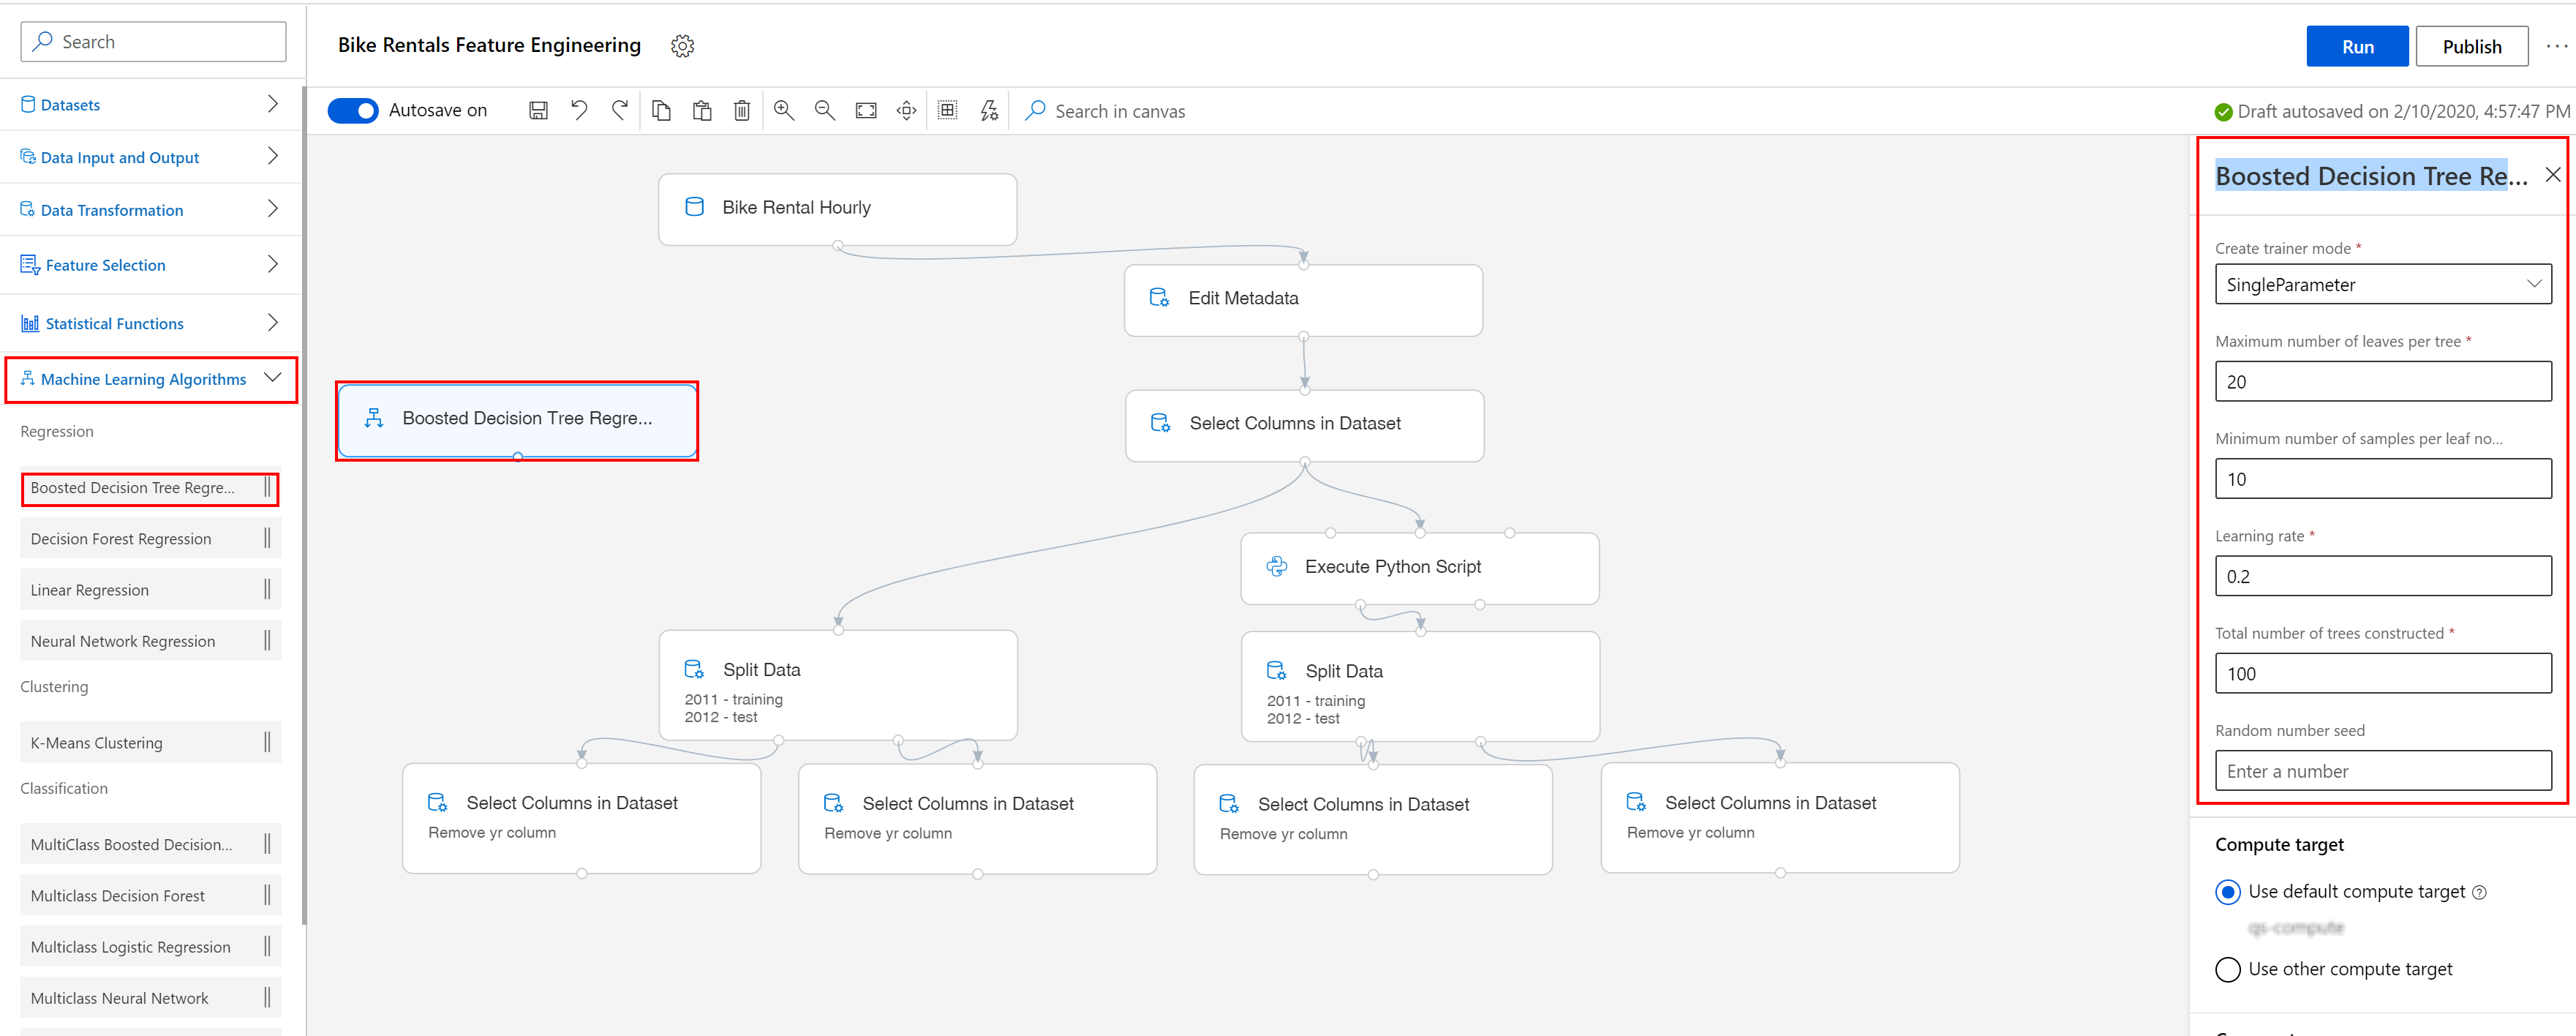 Search
Datasets
Data Input and Output
Data Transformation
Feature Selection
Statistical Functions
Machine Learning Algorithms
Regression
Boosted Decision Tree Regre...
Decision Forest Regression
Linear Regression
Neural Network Regression
Clustering
K-Means Clustering
Classification
MultiClass Boosted Decision...
Multiclass Decision Forest
Multiclass Logistic Regression
Multiclass Neural Network
Bike Rentals Feature Engineering
Run
Publish
Autosave on
Search in canvas
Draft autosaved on 2/10/2020, 4:57:47 PM
Bike Rental Hourly
Edit Metadata
Boosted Decision Tree Regre...
Select Columns in Dataset
Execute Python Script
Split Data
2011 - training
2012 - test
Split Data
2011 - training
2012 - test
Select Columns in Dataset
Remove yr column
Select Columns in Dataset
Remove yr column
Select Columns in Dataset
Remove yr column
Select Columns in Dataset
Remove yr column
Boosted Decision Tree Re...
Create trainer mode *
SingleParameter
Maximum number of leaves per tree *
20
Minimum number of samples per leaf no...
10
Learning rate *
0.2
Total number of trees constructed *
100
Random number seed
Enter a number
Compute target
Use default compute target
qs-compute
Use other compute target